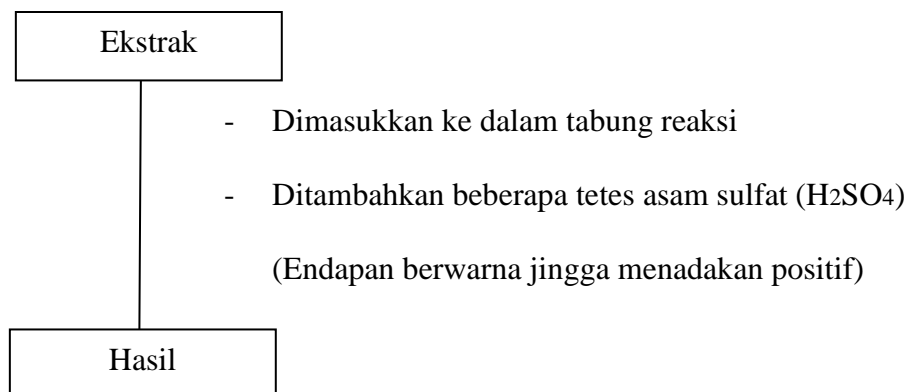 Ekstrak
- Dimasukkan ke dalam tabung reaksi
- Ditambahkan beberapa tetes asam sulfat (H2SO4)
(Endapan berwarna jingga menadakan positif)
Hasil